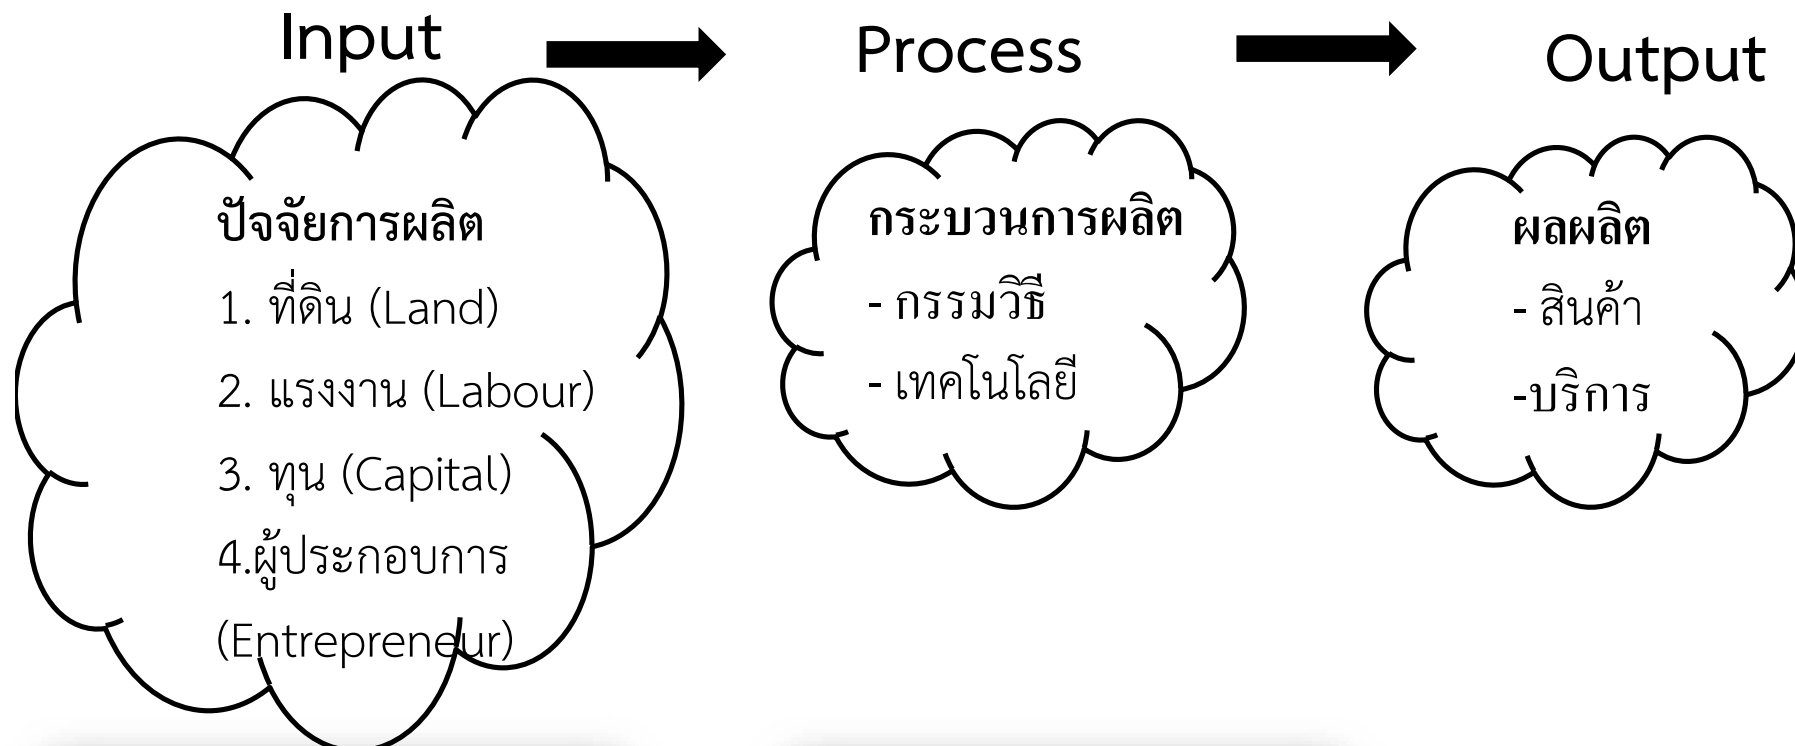 Input
Process
Output
ปัจจัยการผลิต
1. ที่ดิน (Land)
2. แรงงาน (Labour)
3. ทุน (Capital)
4.ผู้ประกอบการ
(Entrepreneur)
กระบวนการผลิต
- กรรมวิธี
- เทคโนโลยี
ผลผลิต
- สินค้า
-บริการ